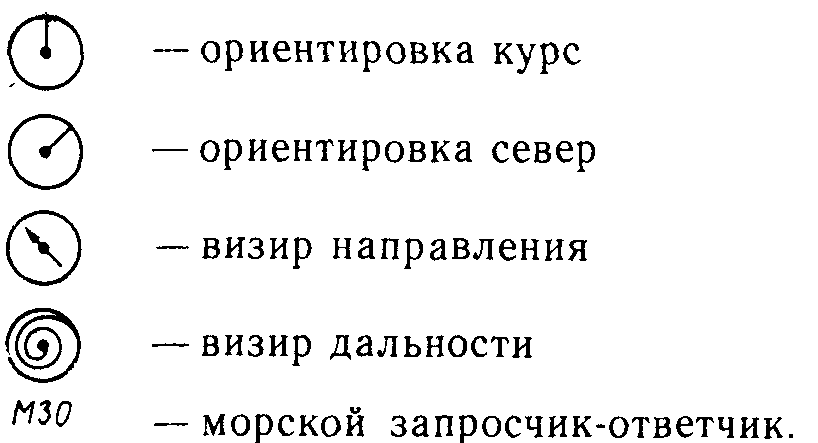 — ориентировка курс
— ориентировка север
— визир направления
— визир дальности
МЗО — морской запросчик-ответчик.